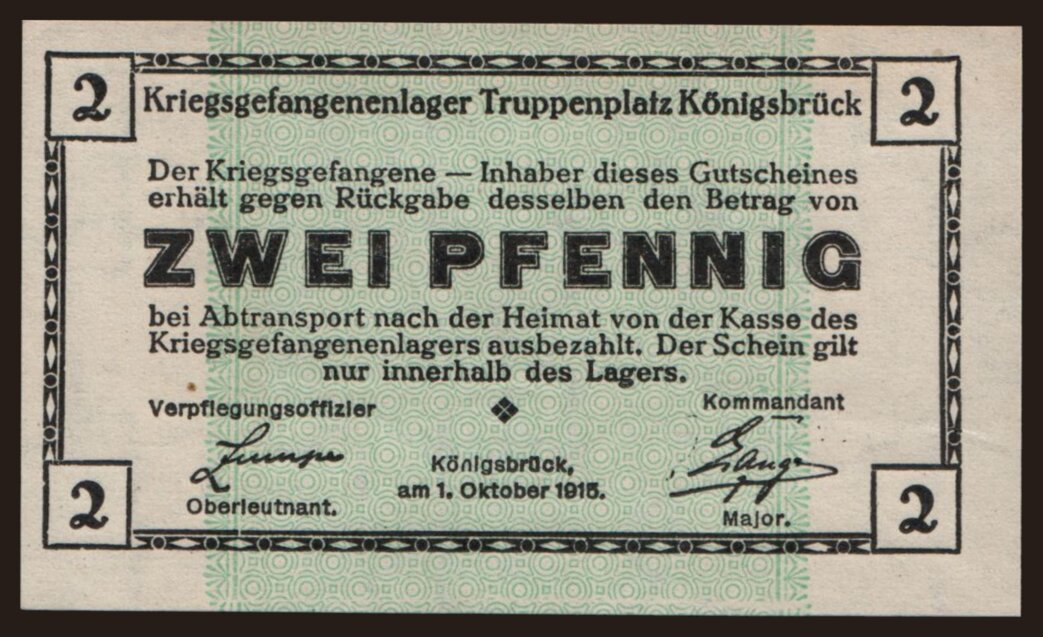 2 2
Kriegsgefangenenlager Truppenplatz Königsbrück
Der Kriegsgefangene — Inhaber dieses Gutscheines
erhält gegen Rückgabe desselben den Betrag von
ZWEI PFENNIG
bei Abtransport nach der Heimat von der Kasse des
Kriegsgefangenenlagers ausbezahlt. Der Schein gilt
nur innerhalb des Lagers.
Verpflegungsoffizier
Kommandant
Königsbrück,
am 1. Oktober 1915.
Oberleutnant.
Major.
2 2